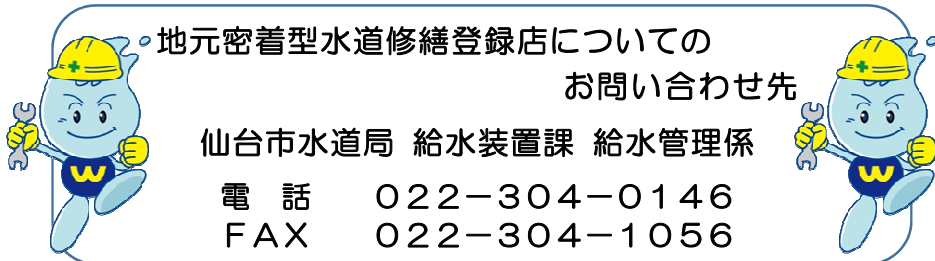 地元密着型水道修繕登録店についての
お問い合わせ先
仙台市水道局 給水装置課 給水管理係
電 話 ０２２－３０４－０１４６
ＦＡＸ ０２２－３０４－１０５６
W
W